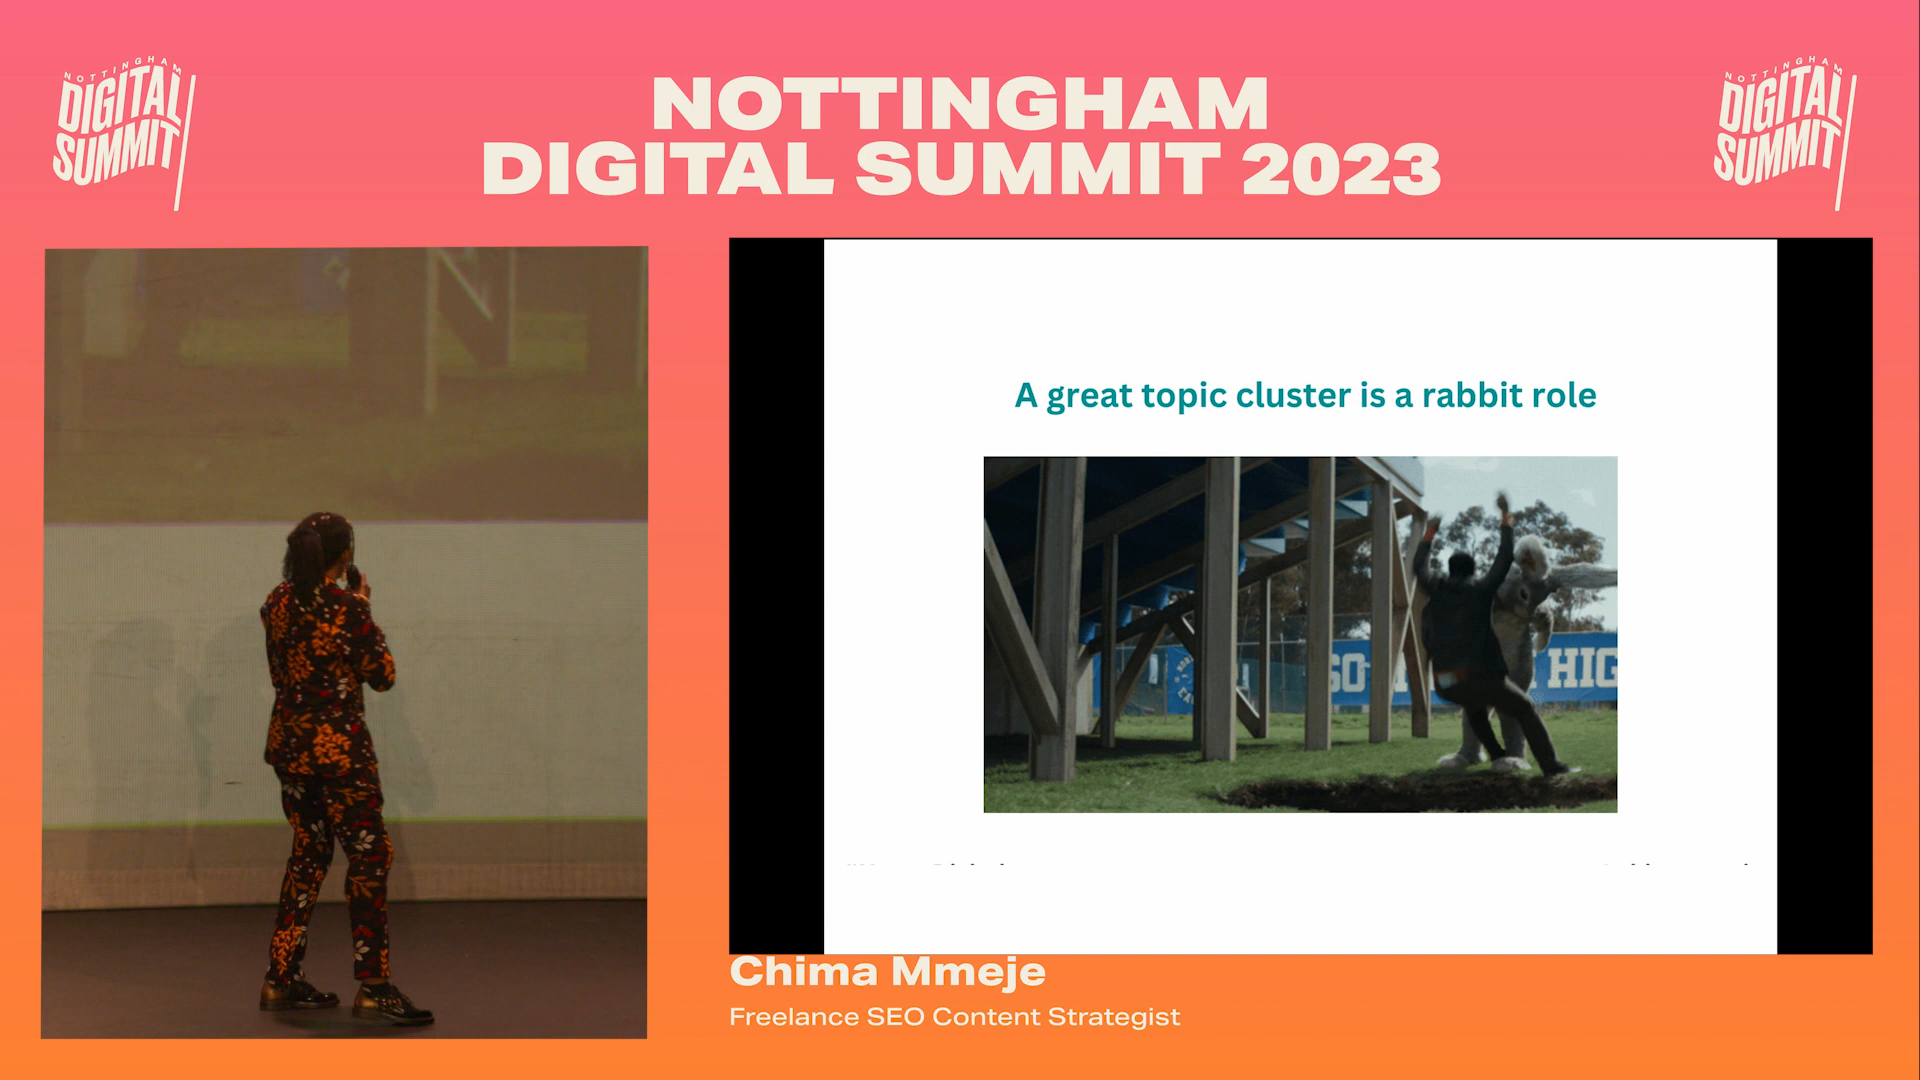 NOTTINGHAM
DIGITAL
SUMMIT
NOTTINGHAM
DIGITAL SUMMIT 2023
NOTTINGHAM
DIGITAL
SUMMIT
A great topic cluster is a rabbit role
HIG
Chima Mmeje
Freelance SEO Content Strategist